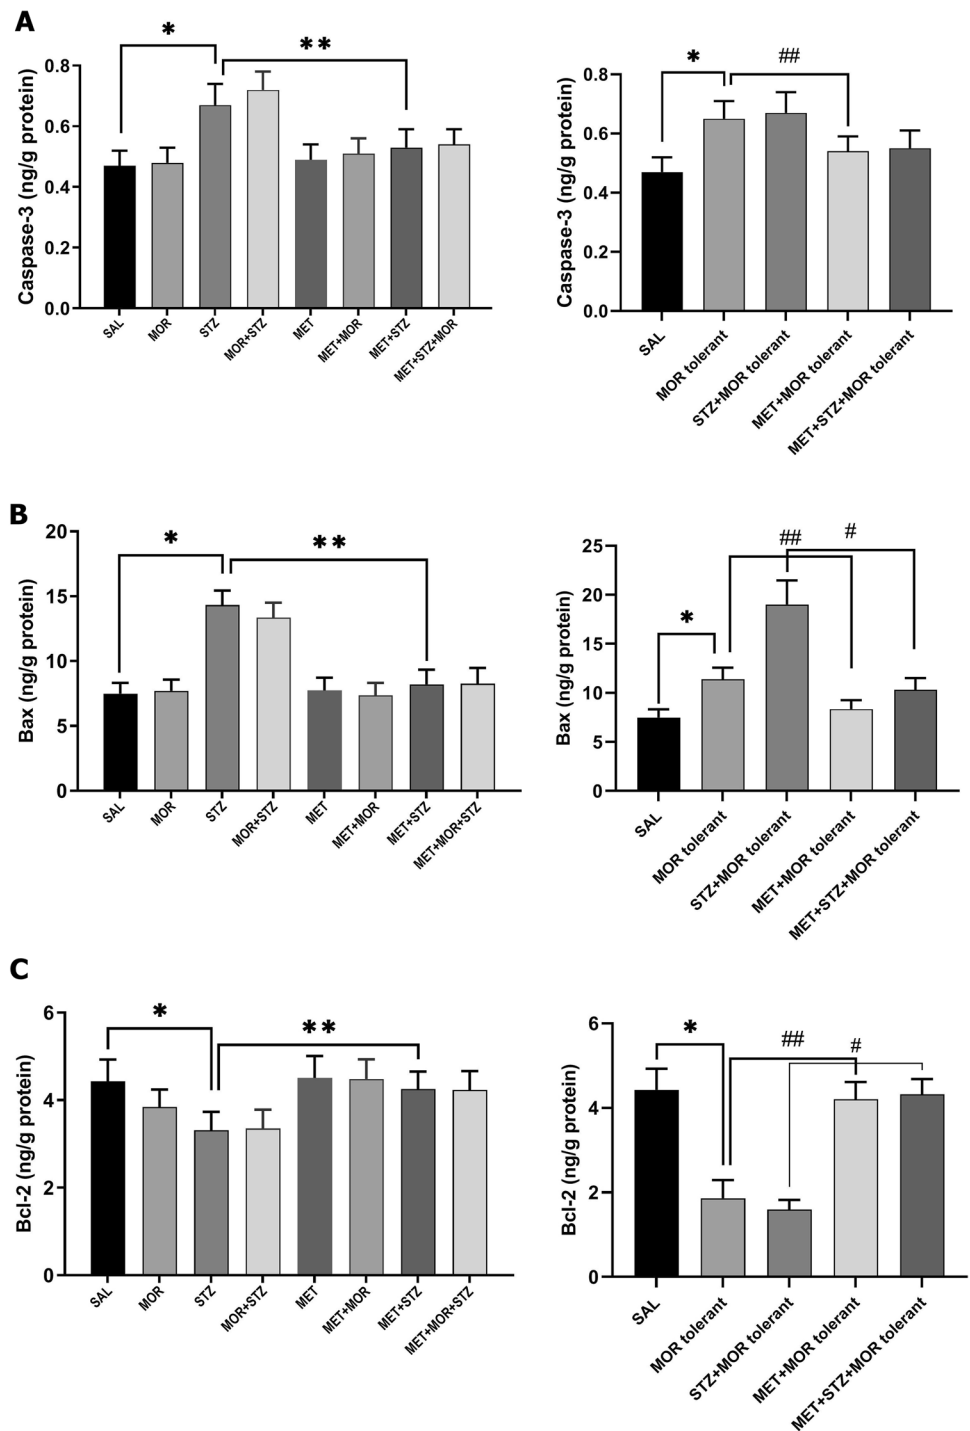 A
Caspase-3 (ng/g protein)
0.8
0.6
0.4
0.2
0.0
*
**
SAL
MOR
STZ
MOR+STZ
MET
MET+MOR
MET+STZ
MET+STZ+MOR
Caspase-3 (ng/g protein)
0.8
0.6
0.4
0.2
0.0
*
##
SAL
MOR tolerant
STZ+MOR tolerant
MET+MOR tolerant
MET+STZ+MOR tolerant
B
Bax (ng/g protein)
20
15
10
5
0
*
**
SAL
MOR
STZ
MOR+STZ
MET
MET+MOR
MET+STZ
MET+MOR+STZ
Bax (ng/g protein)
25
20
15
10
5
0
*
##
#
SAL
MOR tolerant
STZ+MOR tolerant
MET+MOR tolerant
MET+STZ+MOR tolerant
C
Bcl-2 (ng/g protein)
6
4
2
0
*
**
SAL
MOR
STZ
MOR+STZ
MET
MET+MOR
MET+STZ
MET+MOR+STZ
Bcl-2 (ng/g protein)
6
4
2
0
*
##
#
SAL
MOR tolerant
STZ+MOR tolerant
MET+MOR tolerant
MET+STZ+MOR tolerant